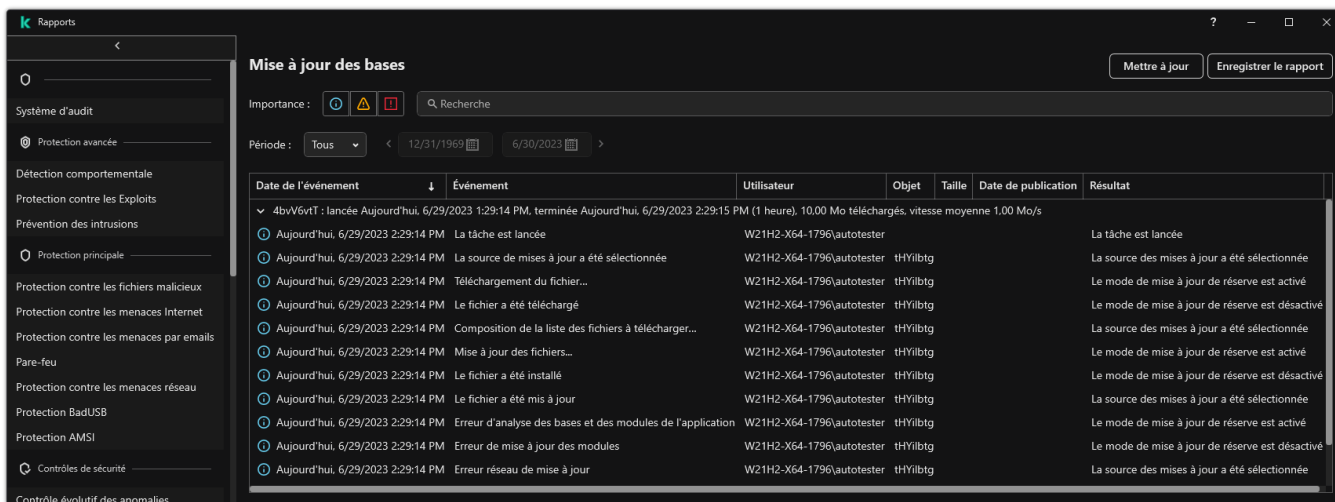 Rapports
Système d'audit
Protection avancée
Détection comportementale
Protection contre les Exploits
Prévention des intrusions
Protection principale
Protection contre les fichiers malicieux
Protection contre les menaces Internet
Protection contre les menaces par emails
Pare-feu
Protection contre les menaces réseau
Protection BadUSB
Protection AMSI
Contrôles de sécurité
Contrôle évolutif des anomalies
Mise à jour des bases
Mettre à jour
Enregistrer le rapport
Importance :
Recherche
Période : Tous 12/31/1969 6/30/2023
Date de l'événement Événement Utilisateur Objet Taille Date de publication Résultat
4bvV6vtT : lancée Aujourd'hui, 6/29/2023 1:29:14 PM, terminée Aujourd'hui, 6/29/2023 2:29:15 PM (1 heure), 10,00 Mo téléchargés, vitesse moyenne 1,00 Mo/s
Aujourd'hui, 6/29/2023 2:29:14 PM La tâche est lancée W21H2-X64-1796\autotester La tâche est lancée
Aujourd'hui, 6/29/2023 2:29:14 PM La source de mises à jour a été sélectionnée W21H2-X64-1796\autotester tHYilbtg La source des mises à jour a été sélectionnée
Aujourd'hui, 6/29/2023 2:29:14 PM Téléchargement du fichier... W21H2-X64-1796\autotester tHYilbtg Le mode de mise à jour de réserve est activé
Aujourd'hui, 6/29/2023 2:29:14 PM Le fichier a été téléchargé W21H2-X64-1796\autotester tHYilbtg Le mode de mise à jour de réserve est désactivé
Aujourd'hui, 6/29/2023 2:29:14 PM Composition de la liste des fichiers à télécharger... W21H2-X64-1796\autotester tHYilbtg La source des mises à jour a été sélectionnée
Aujourd'hui, 6/29/2023 2:29:14 PM Mise à jour des fichiers... W21H2-X64-1796\autotester tHYilbtg Le mode de mise à jour de réserve est activé
Aujourd'hui, 6/29/2023 2:29:14 PM Le fichier a été installé W21H2-X64-1796\autotester tHYilbtg Le mode de mise à jour de réserve est désactivé
Aujourd'hui, 6/29/2023 2:29:14 PM Le fichier a été mis à jour W21H2-X64-1796\autotester tHYilbtg La source des mises à jour a été sélectionnée
Aujourd'hui, 6/29/2023 2:29:14 PM Erreur d'analyse des bases et des modules de l'application W21H2-X64-1796\autotester tHYilbtg Le mode de mise à jour de réserve est activé
Aujourd'hui, 6/29/2023 2:29:14 PM Erreur de mise à jour des modules W21H2-X64-1796\autotester tHYilbtg Le mode de mise à jour de réserve est désactivé
Aujourd'hui, 6/29/2023 2:29:14 PM Erreur réseau de mise à jour W21H2-X64-1796\autotester tHYilbtg La source des mises à jour a été sélectionnée